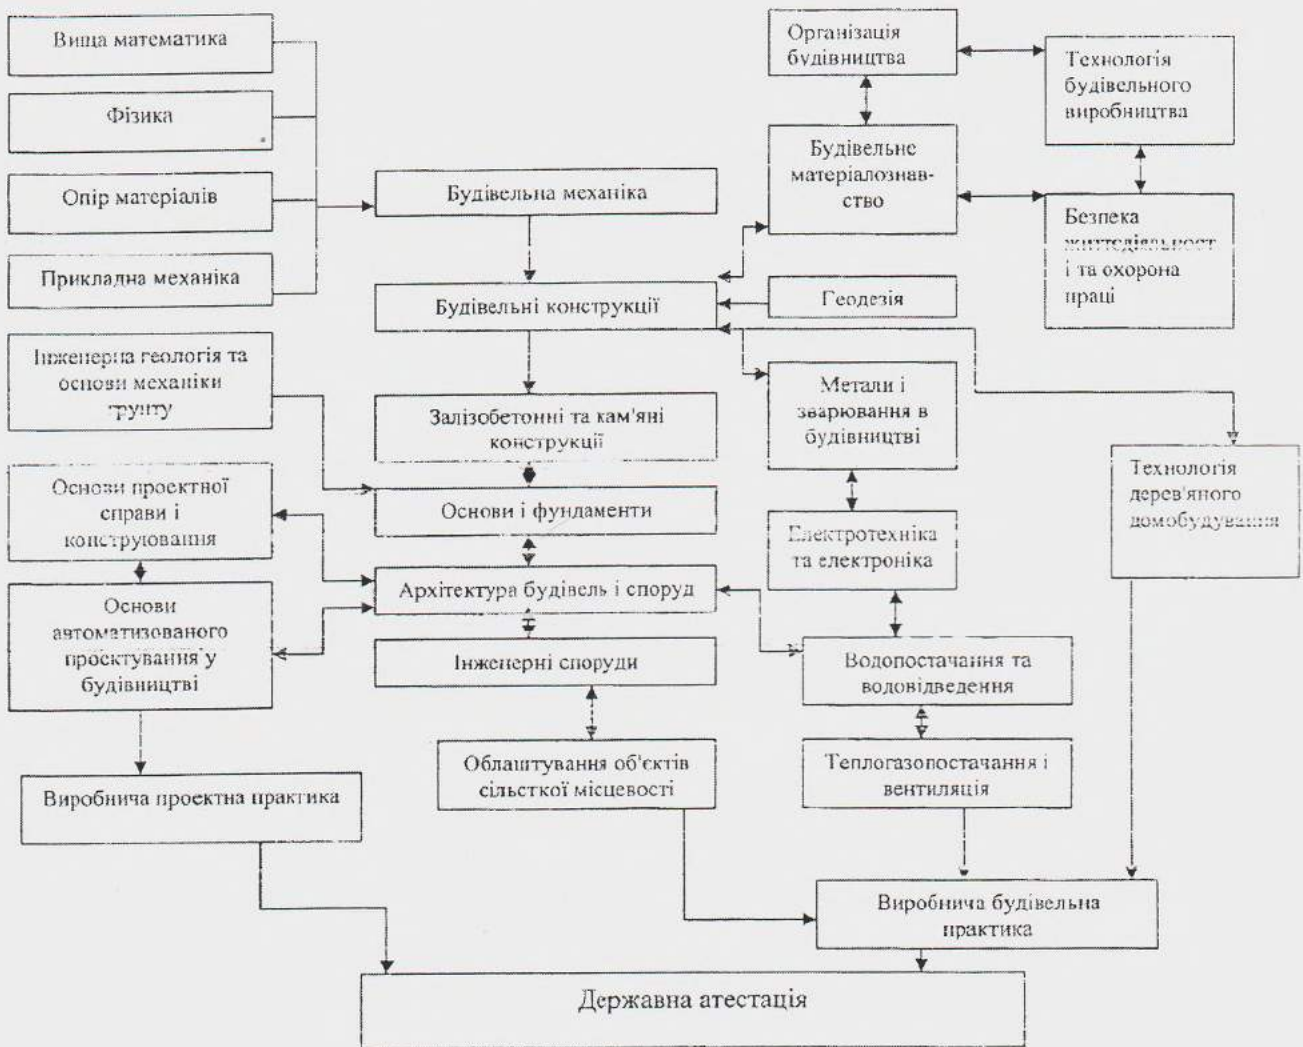 Вища математика
Фізика
Опір матеріалів
Прикладна механіка
Інженерна геологія та
основи механіки
грунту
Основи проектної
справи і
конструювання
Основи
автоматизованого
проектування у
будівництві
Виробнича проектна практика
Будівельна механіка
Будівельні конструкції
Залізобетонні та кам'яні
конструкції
Основи і фундаменти
Архітектура будівель і споруд
Інженерні споруди
Облаштування об'єктів
сільсткої місцевості
Організація
будівництва
Будівельне
матеріалознав-
ство
Геодезія
Метали і
зварювання в
будівництві
Електротехніка
та електроніка
Водопостачання та
водовідведення
Теплогазопостачання і
вентиляція
Технологія
будівельного
виробництва
Безпека
життєдіяльност
і та охорона
праці
Технологія
дерев'яного
домобудування
Виробнича будівельна
практика
Державна атестація